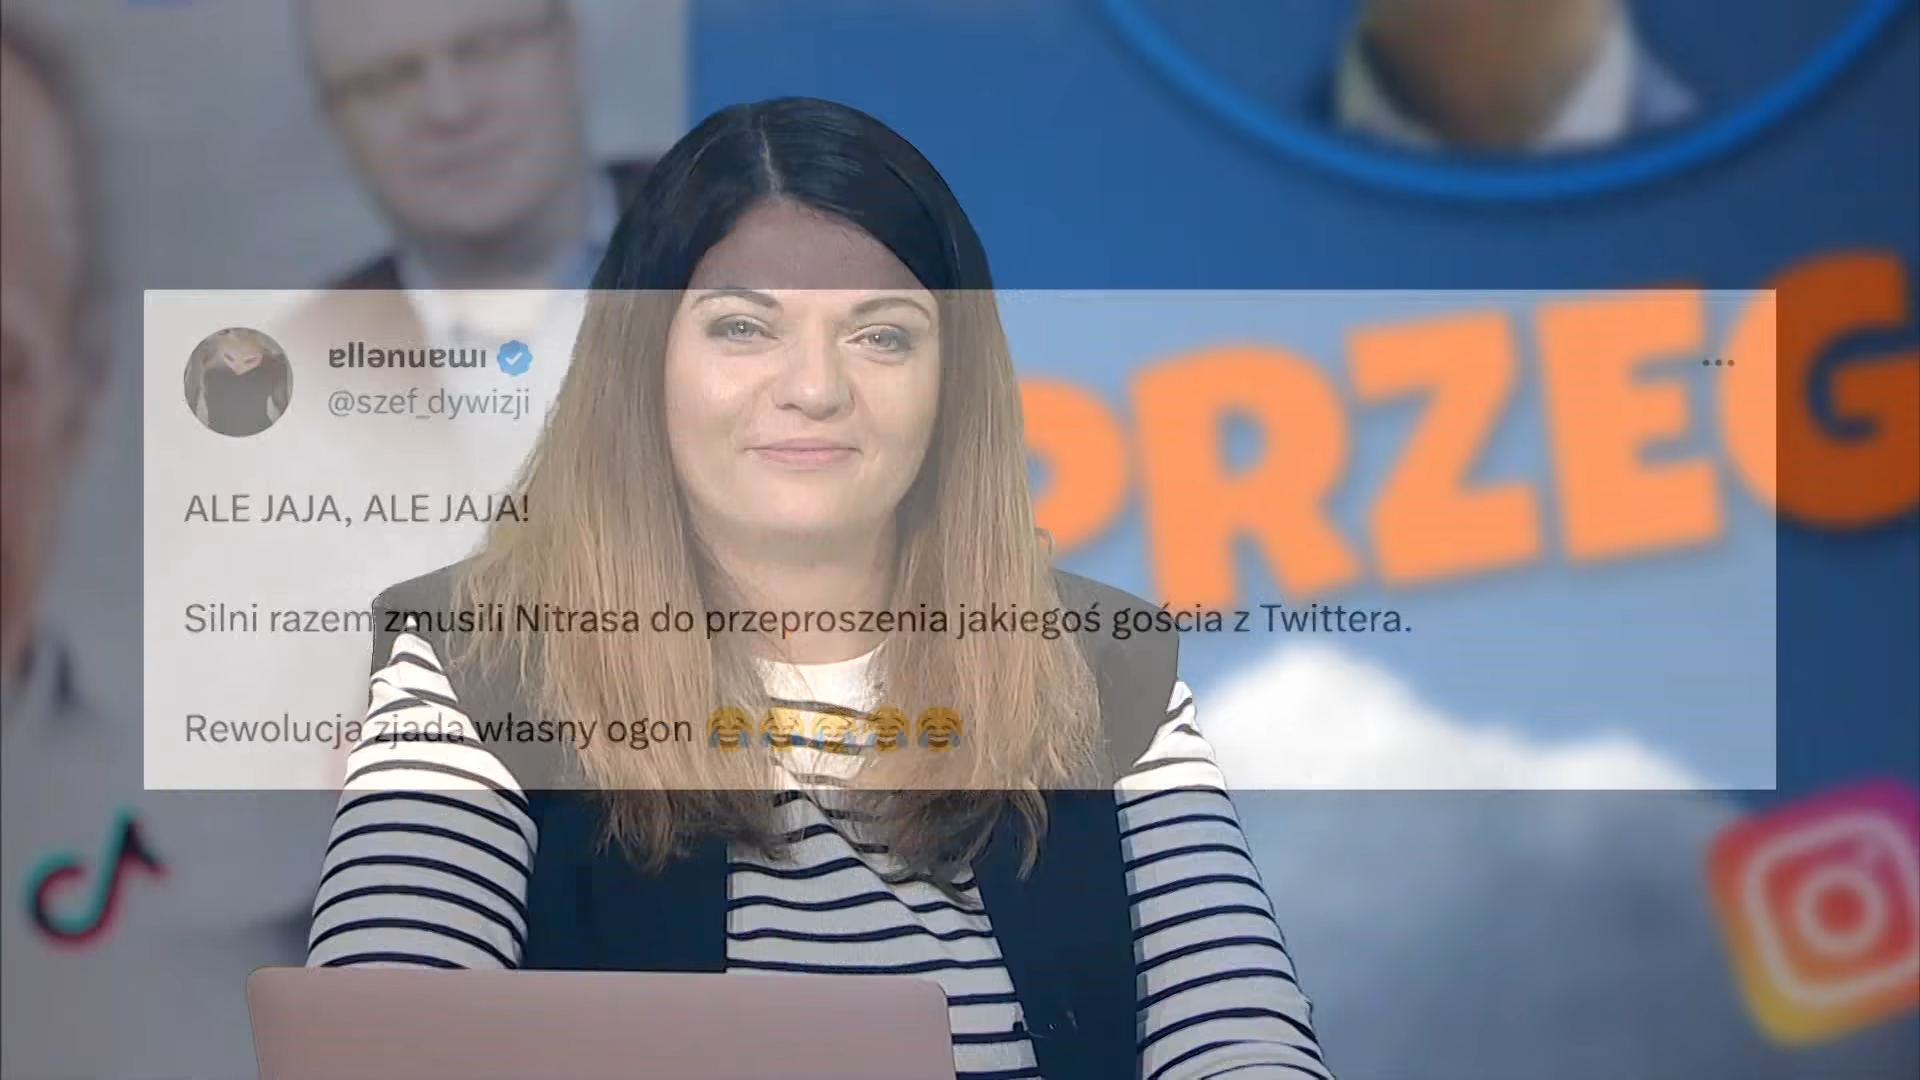 ɐllǝnuɐɯı
@szef_dywizji
ALE JAJA, ALE JAJA!
Silni razem zmusili Nitrasa do przeproszenia jakiegoś gościa z Twittera.
Rewolucja zjada własny ogon 😭😭😭😭😭
PRZEG